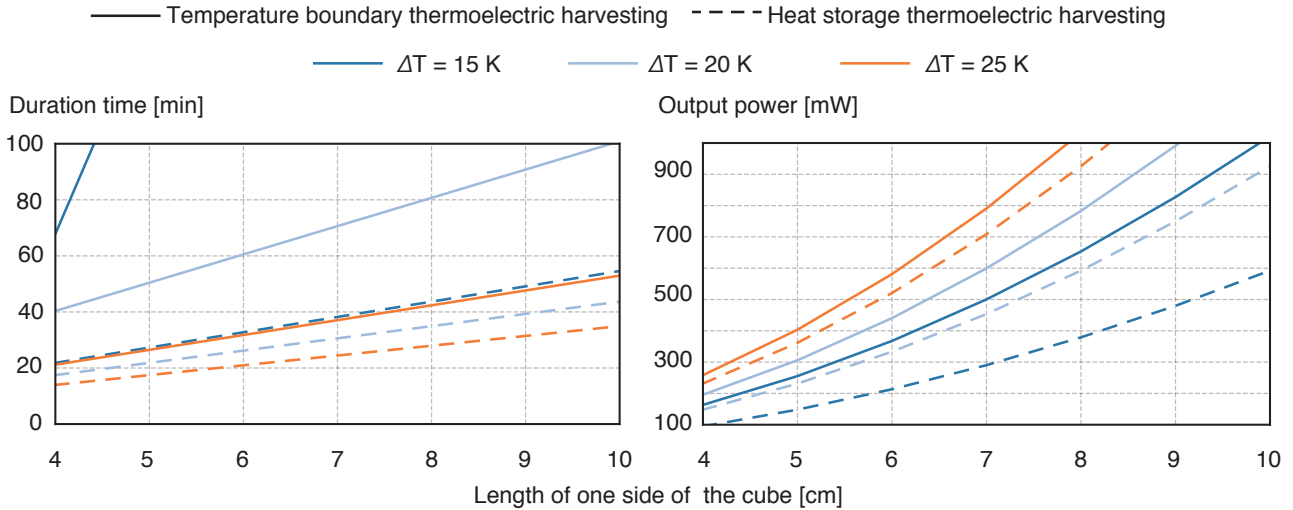 Temperature boundary thermoelectric harvesting Heat storage thermoelectric harvesting
ΔT = 15 K ΔT = 20 K ΔT = 25 K
Duration time [min] Output power [mW]
100
80
60
40
20
0
4 5 6 7 8 9 10
900
700
500
300
100
4 5 6 7 8 9 10
Length of one side of the cube [cm]